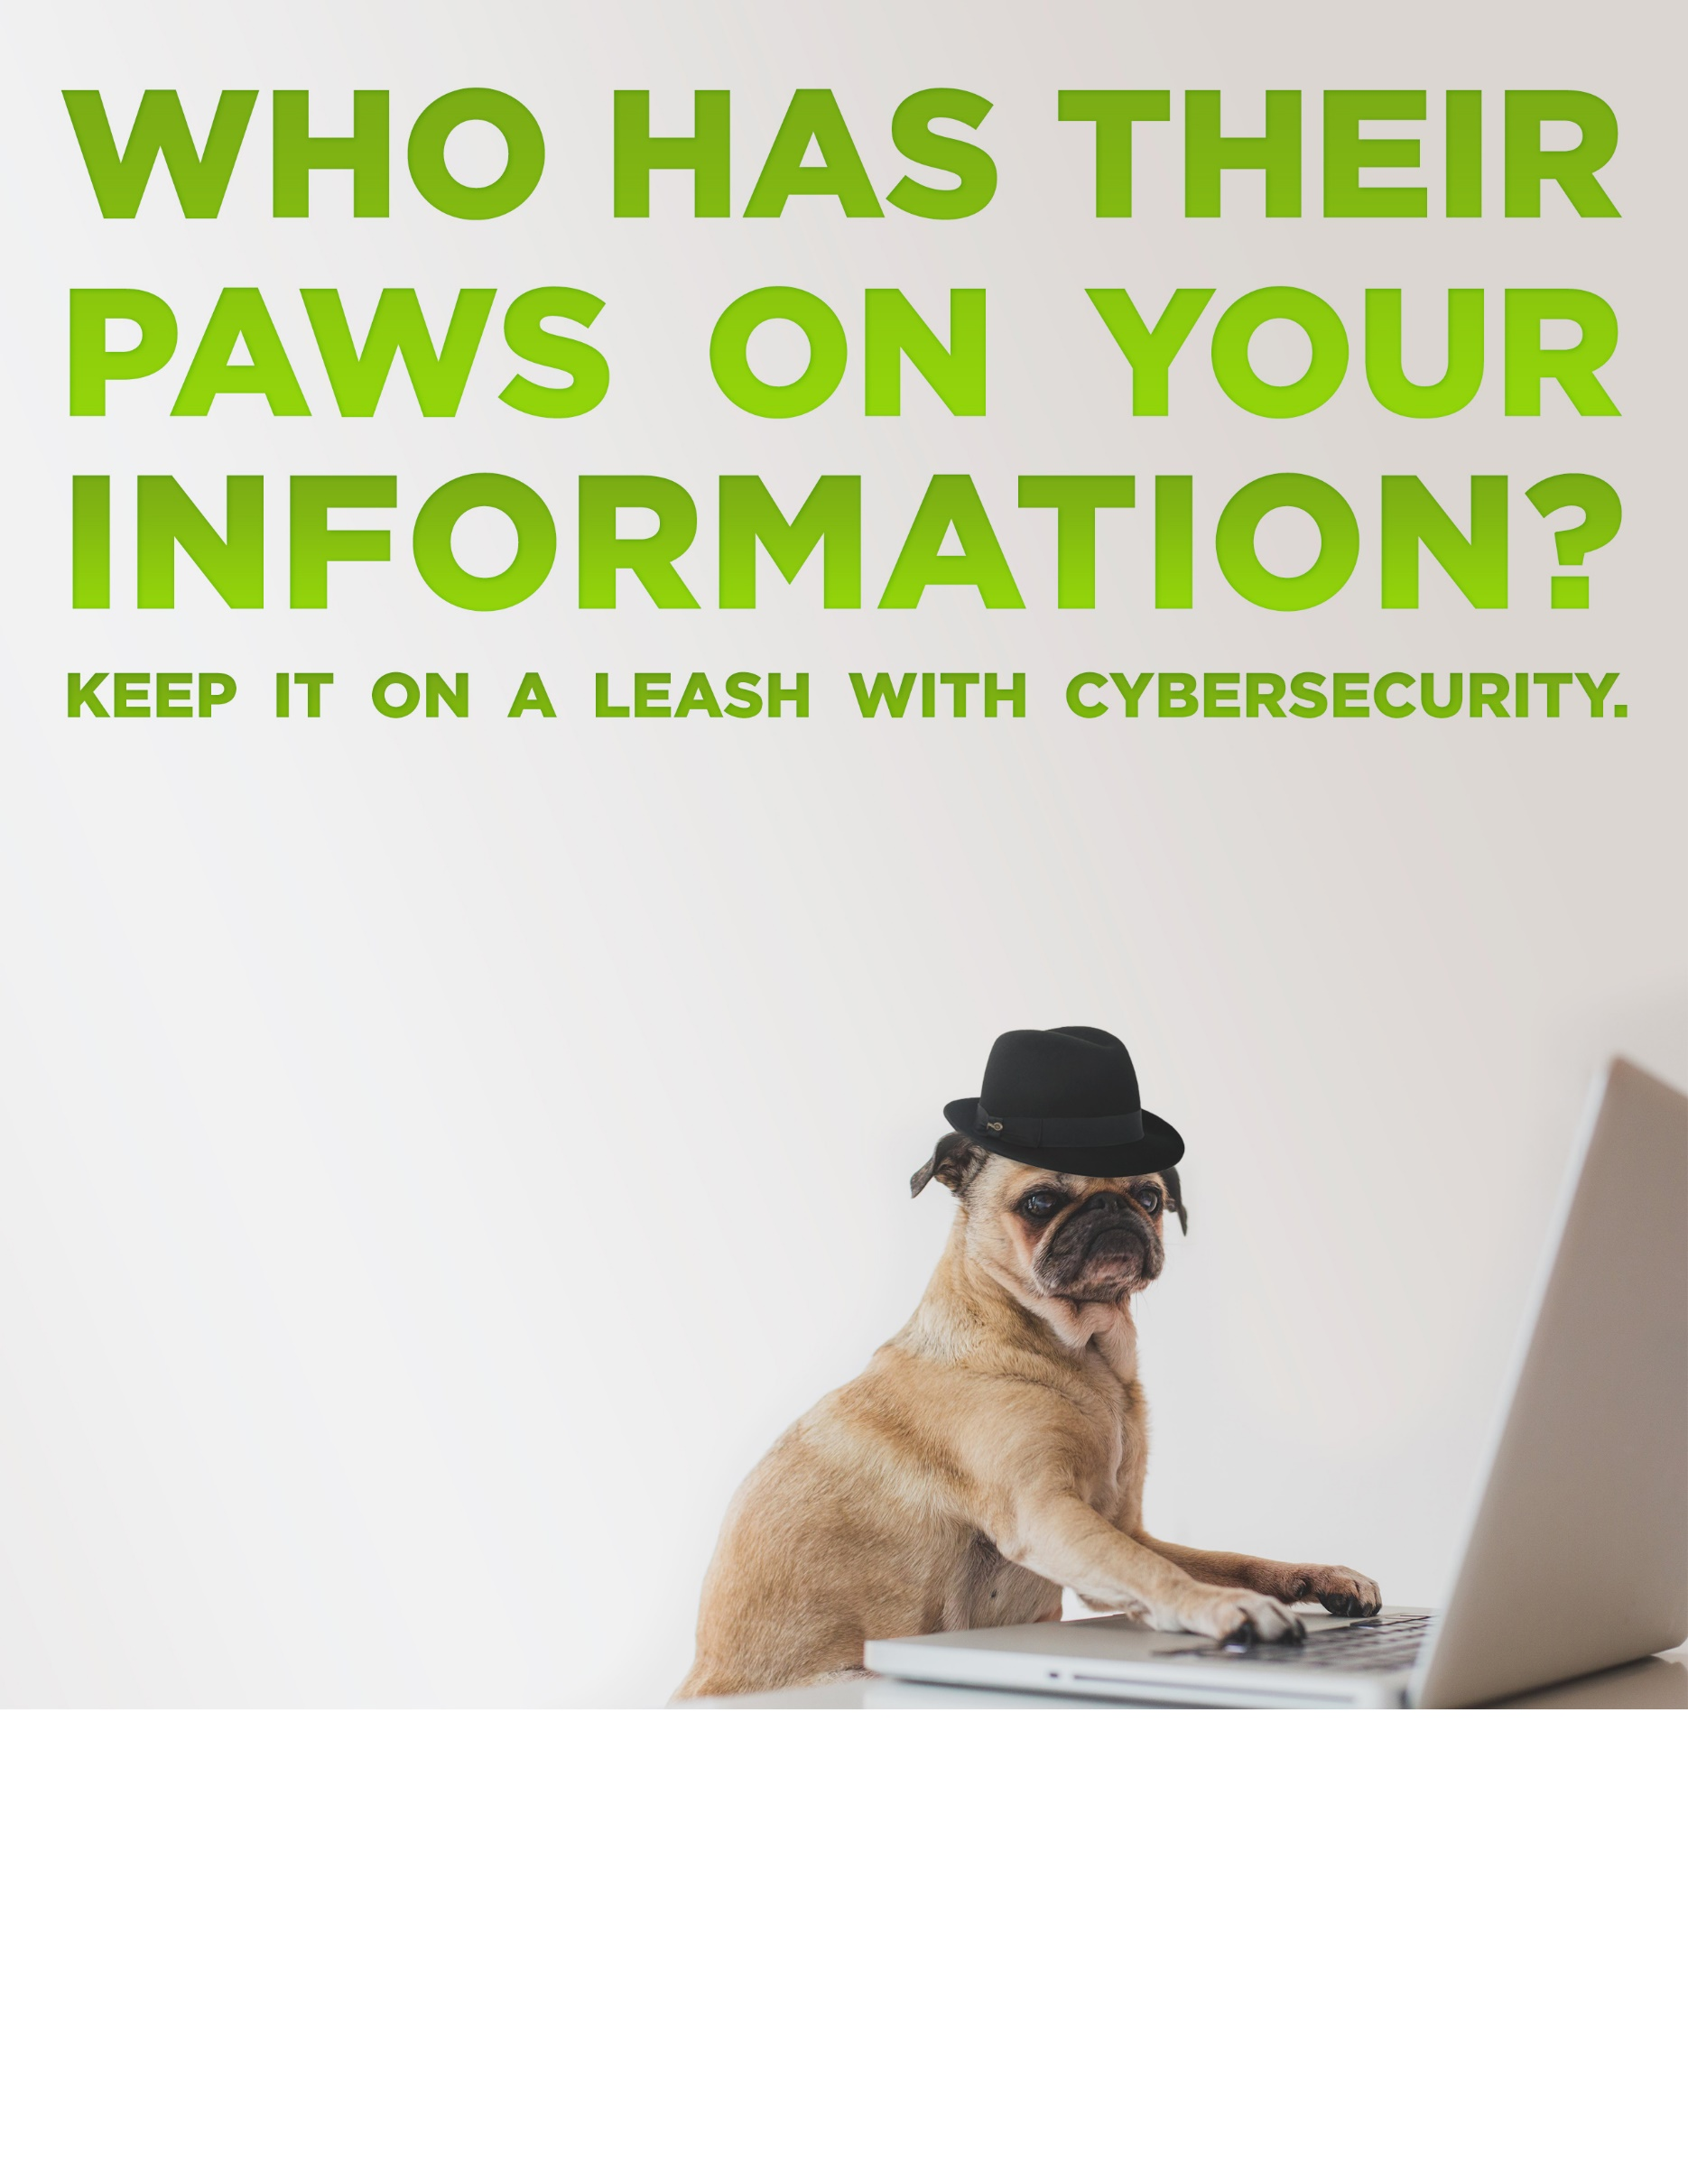 WHO HAS THEIR
PAWS ON YOUR
INFORMATION?
KEEP IT ON A LEASH WITH CYBERSECURITY.